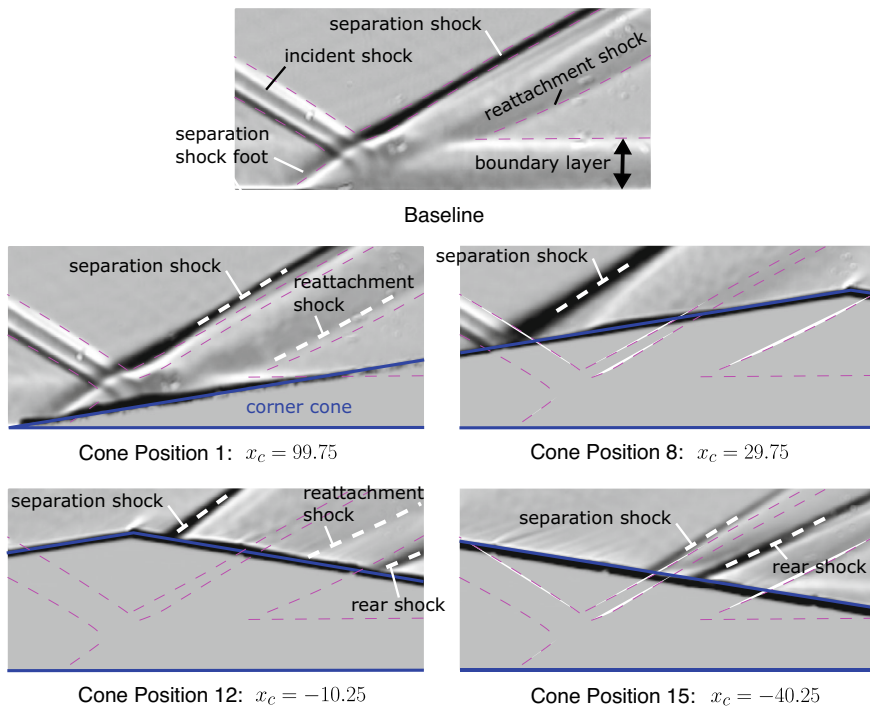 separation shock
incident shock
reattachment shock
separation
shock foot
boundary layer
Baseline
separation shock
reattachment
shock
corner cone
Cone Position 1: x_c = 99.75
separation shock
Cone Position 8: x_c = 29.75
separation shock
reattachment
shock
rear shock
Cone Position 12: x_c = −10.25
separation shock
rear shock
Cone Position 15: x_c = −40.25